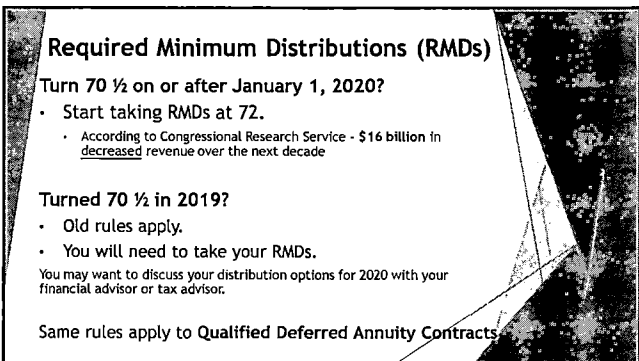 Required Minimum Distributions (RMDs)
Turn 70 ½ on or after January 1, 2020?
• Start taking RMDs at 72.
• According to Congressional Research Service - $16 billion in
decreased revenue over the next decade
Turned 70 ½ in 2019?
• Old rules apply.
• You will need to take your RMDs.
You may want to discuss your distribution options for 2020 with your
financial advisor or tax advisor.
Same rules apply to Qualified Deferred Annuity Contracts